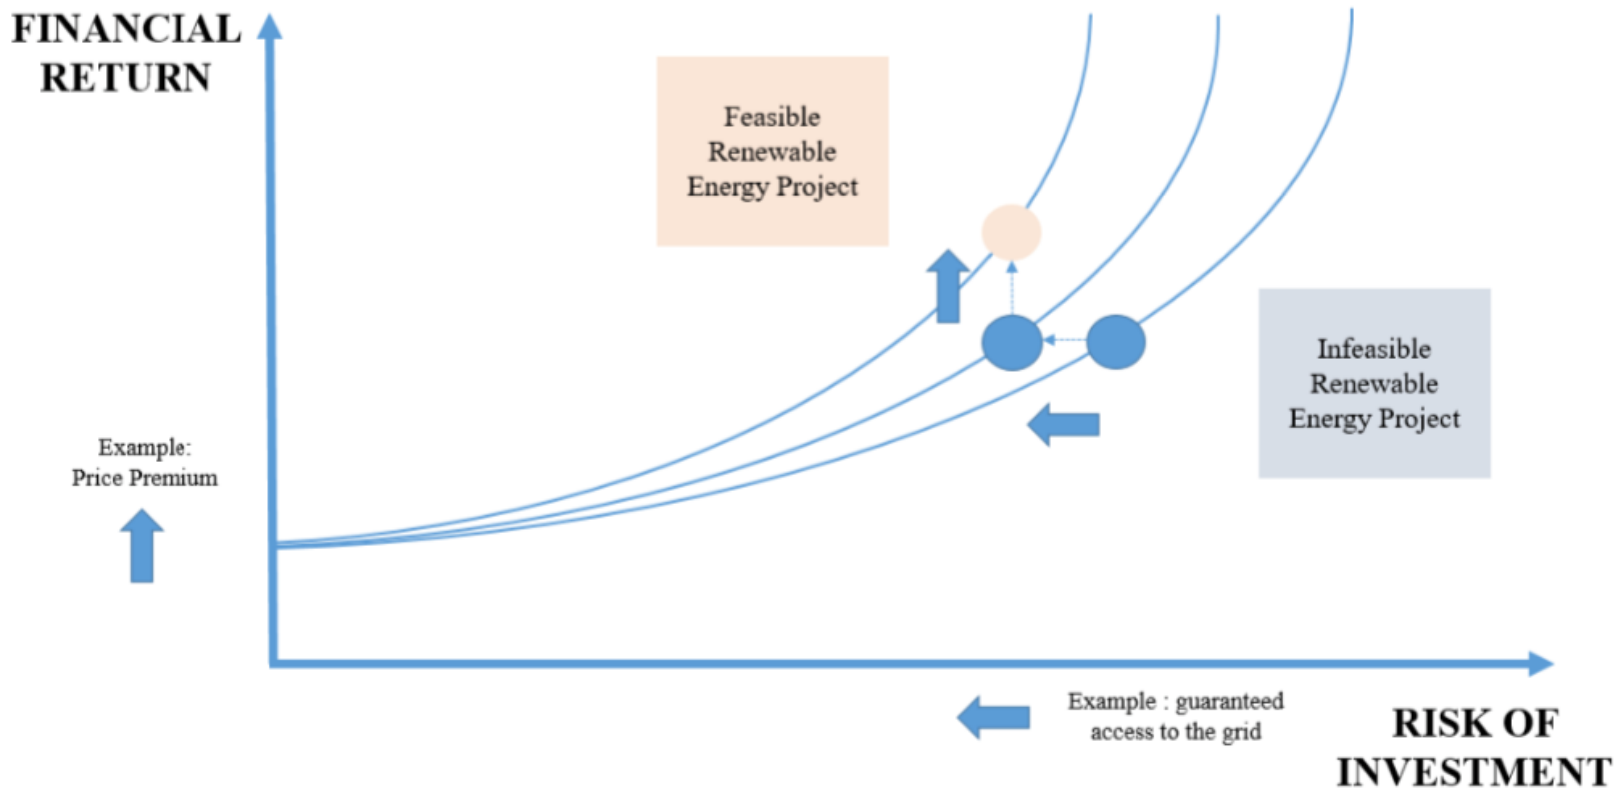 FINANCIAL
RETURN
Feasible
Renewable
Energy Project
Infeasible
Renewable
Energy Project
Example:
Price Premium
Example : guaranteed
access to the grid
RISK OF
INVESTMENT